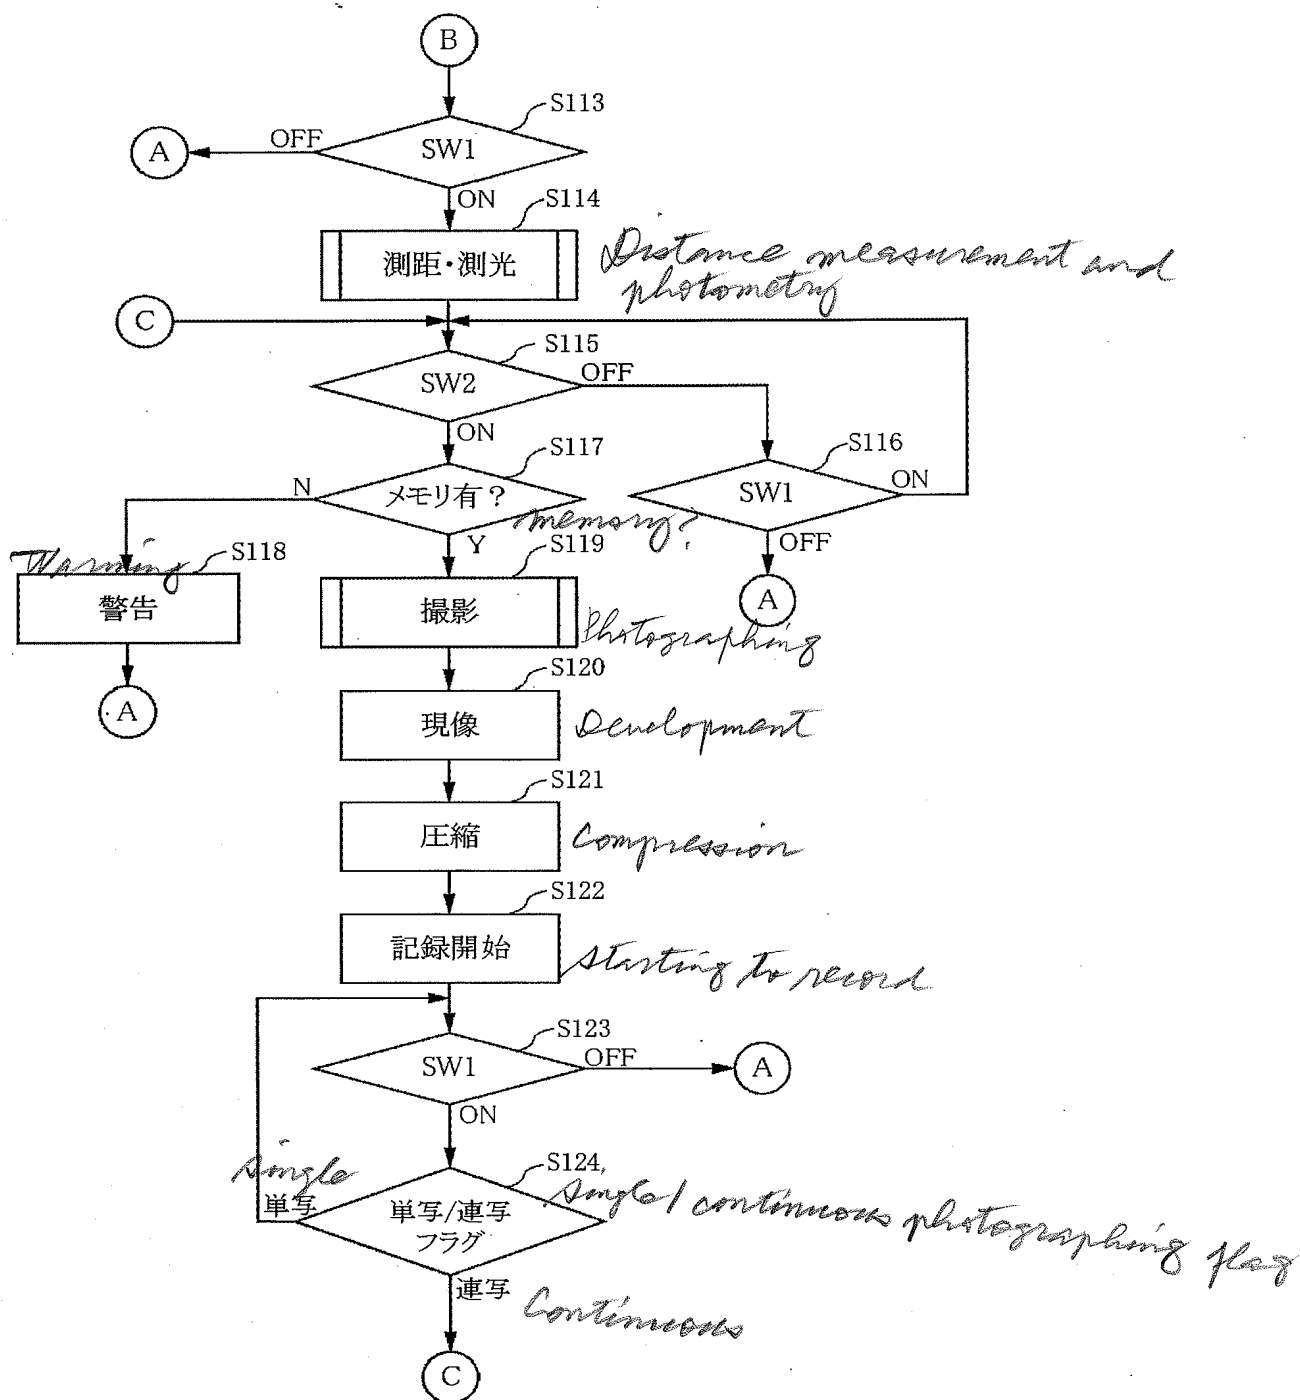 B
S113
A
OFF
SW1
ON
S114
測距・測光
Distance measurement and
photometry
C
S115
SW2
OFF
ON
S116
SW1
ON
OFF
A
S117
N
メモリ有?
memory?
Y
Warning
S118
警告
A
S119
撮影
Photographing
S120
現像
Development
S121
圧縮
Compression
S122
記録開始
Starting to record
S123
SW1
OFF
A
ON
Single
単写
S124
単写/連写
フラグ
Single/continuous photographing flag
連写
Continuous
C